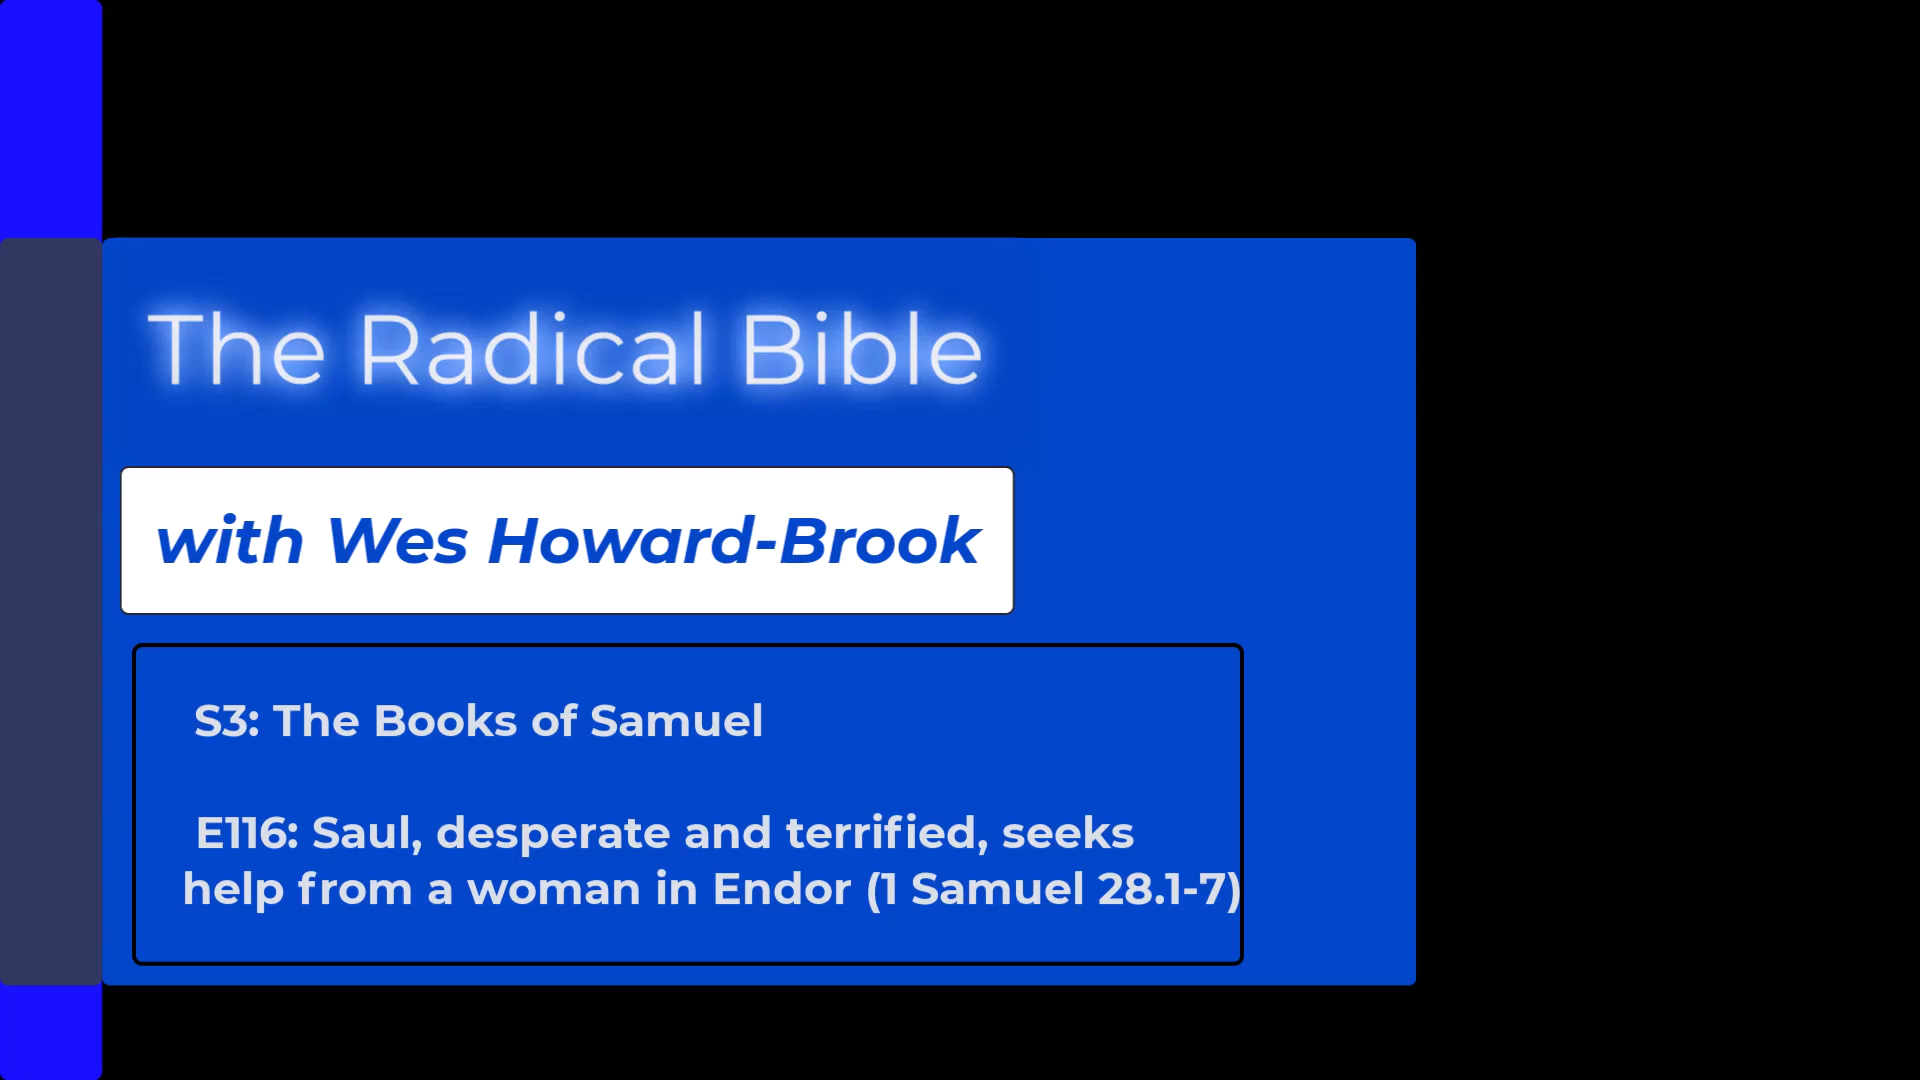 The Radical Bible
with Wes Howard-Brook
S3: The Books of Samuel
E116: Saul, desperate and terrified, seeks
help from a woman in Endor (1 Samuel 28.1-7)